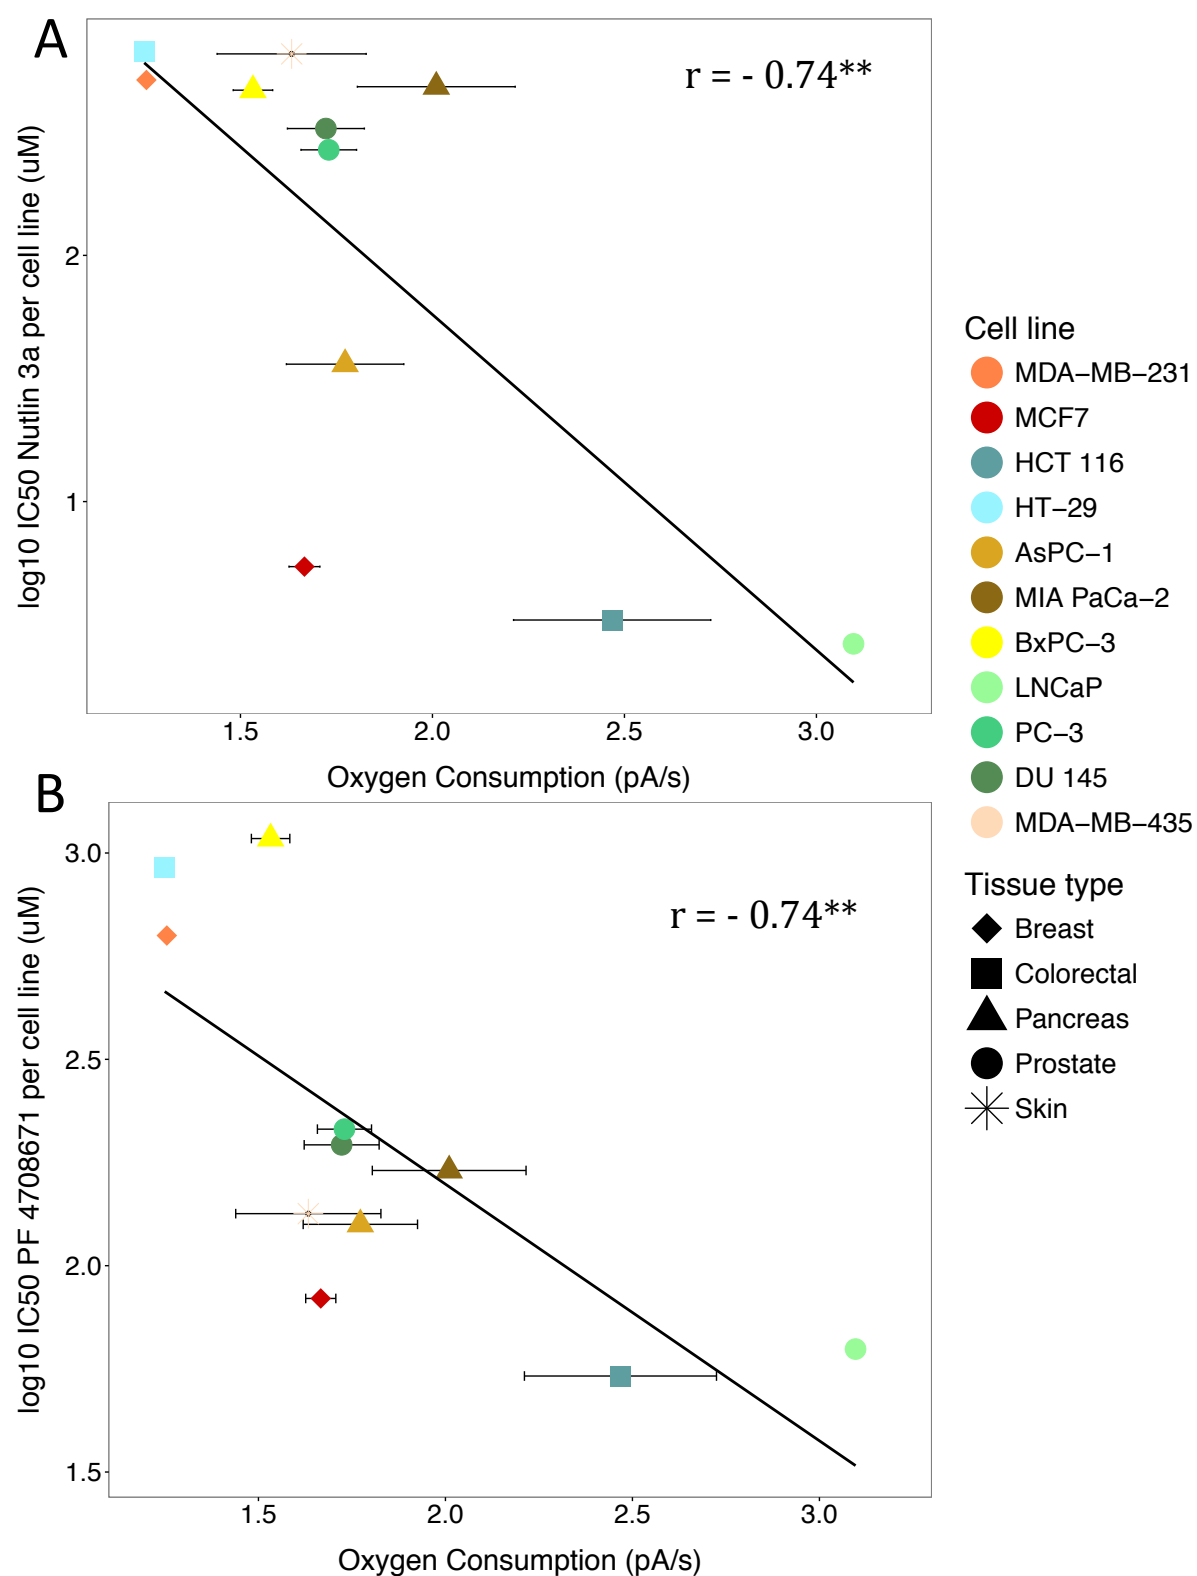 A
r = - 0.74**
log10 IC50 Nutlin 3a per cell line (uM)
2
1
1.5
2.0
2.5
3.0
Oxygen Consumption (pA/s)
B
r = - 0.74**
log10 IC50 PF 4708671 per cell line (uM)
3.0
2.5
2.0
1.5
1.5
2.0
2.5
3.0
Oxygen Consumption (pA/s)
Cell line
MDA−MB−231
MCF7
HCT 116
HT−29
AsPC−1
MIA PaCa−2
BxPC−3
LNCaP
PC−3
DU 145
MDA−MB−435
Tissue type
Breast
Colorectal
Pancreas
Prostate
Skin